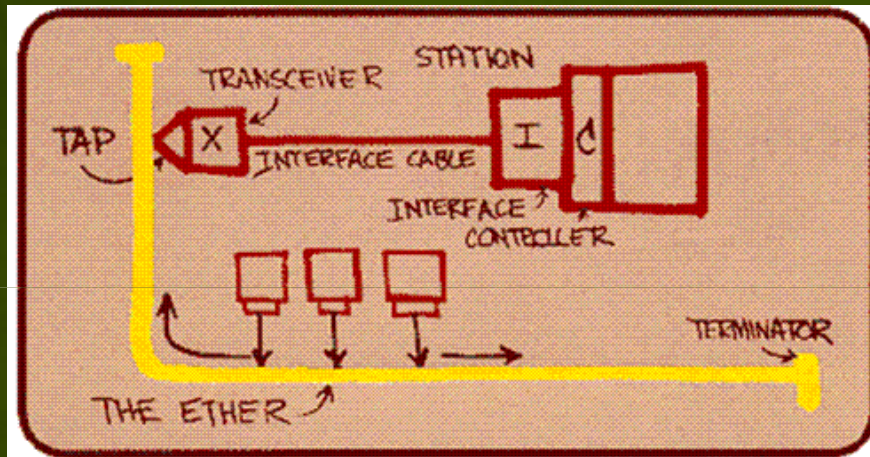 STATION
TRANSCEIVER
TAP
X
I
C
INTERFACE CABLE
INTERFACE
CONTROLLER
TERMINATOR
THE ETHER